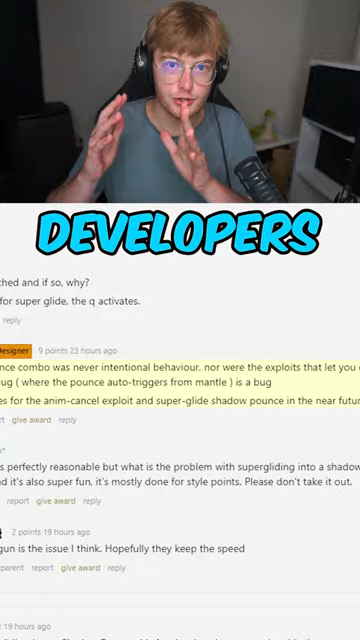 DEVELOPERS
ched and if so, why?
for super glide, the q activates.
reply
Designer 9 points 23 hours ago
nce combo was never intentional behaviour. nor were the exploits that let you
ug ( where the pounce auto-triggers from mantle ) is a bug
es for the anim-cancel exploit and super-glide shadow pounce in the near futur
rt give award reply
s perfectly reasonable but what is the problem with supergliding into a shadow
d it's also super fun, it's mostly done for style points. Please don't take it out.
report give award reply
2 points 19 hours ago
gun is the issue I think. Hopefully they keep the speed
parent report give award reply
t 19 hours ago